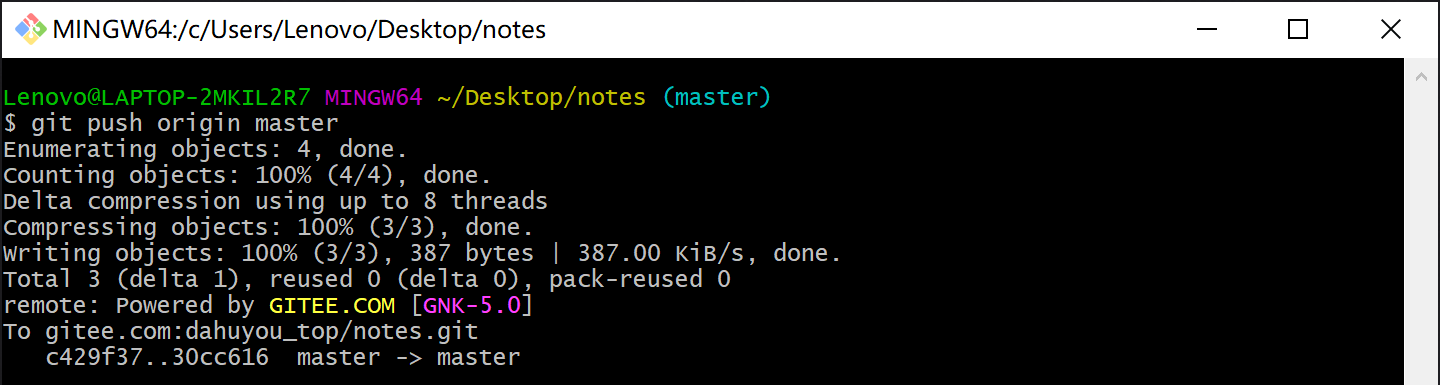 MINGW64:/c/Users/Lenovo/Desktop/notes
Lenovo@LAPTOP-2MKIL2R7 MINGW64 ~/Desktop/notes (master)
$ git push origin master
Enumerating objects: 4, done.
Counting objects: 100% (4/4), done.
Delta compression using up to 8 threads
Compressing objects: 100% (3/3), done.
Writing objects: 100% (3/3), 387 bytes | 387.00 KiB/s, done.
Total 3 (delta 1), reused 0 (delta 0), pack-reused 0
remote: Powered by GITEE.COM [GNK-5.0]
To gitee.com:dahuyou_top/notes.git
   c429f37..30cc616  master -> master